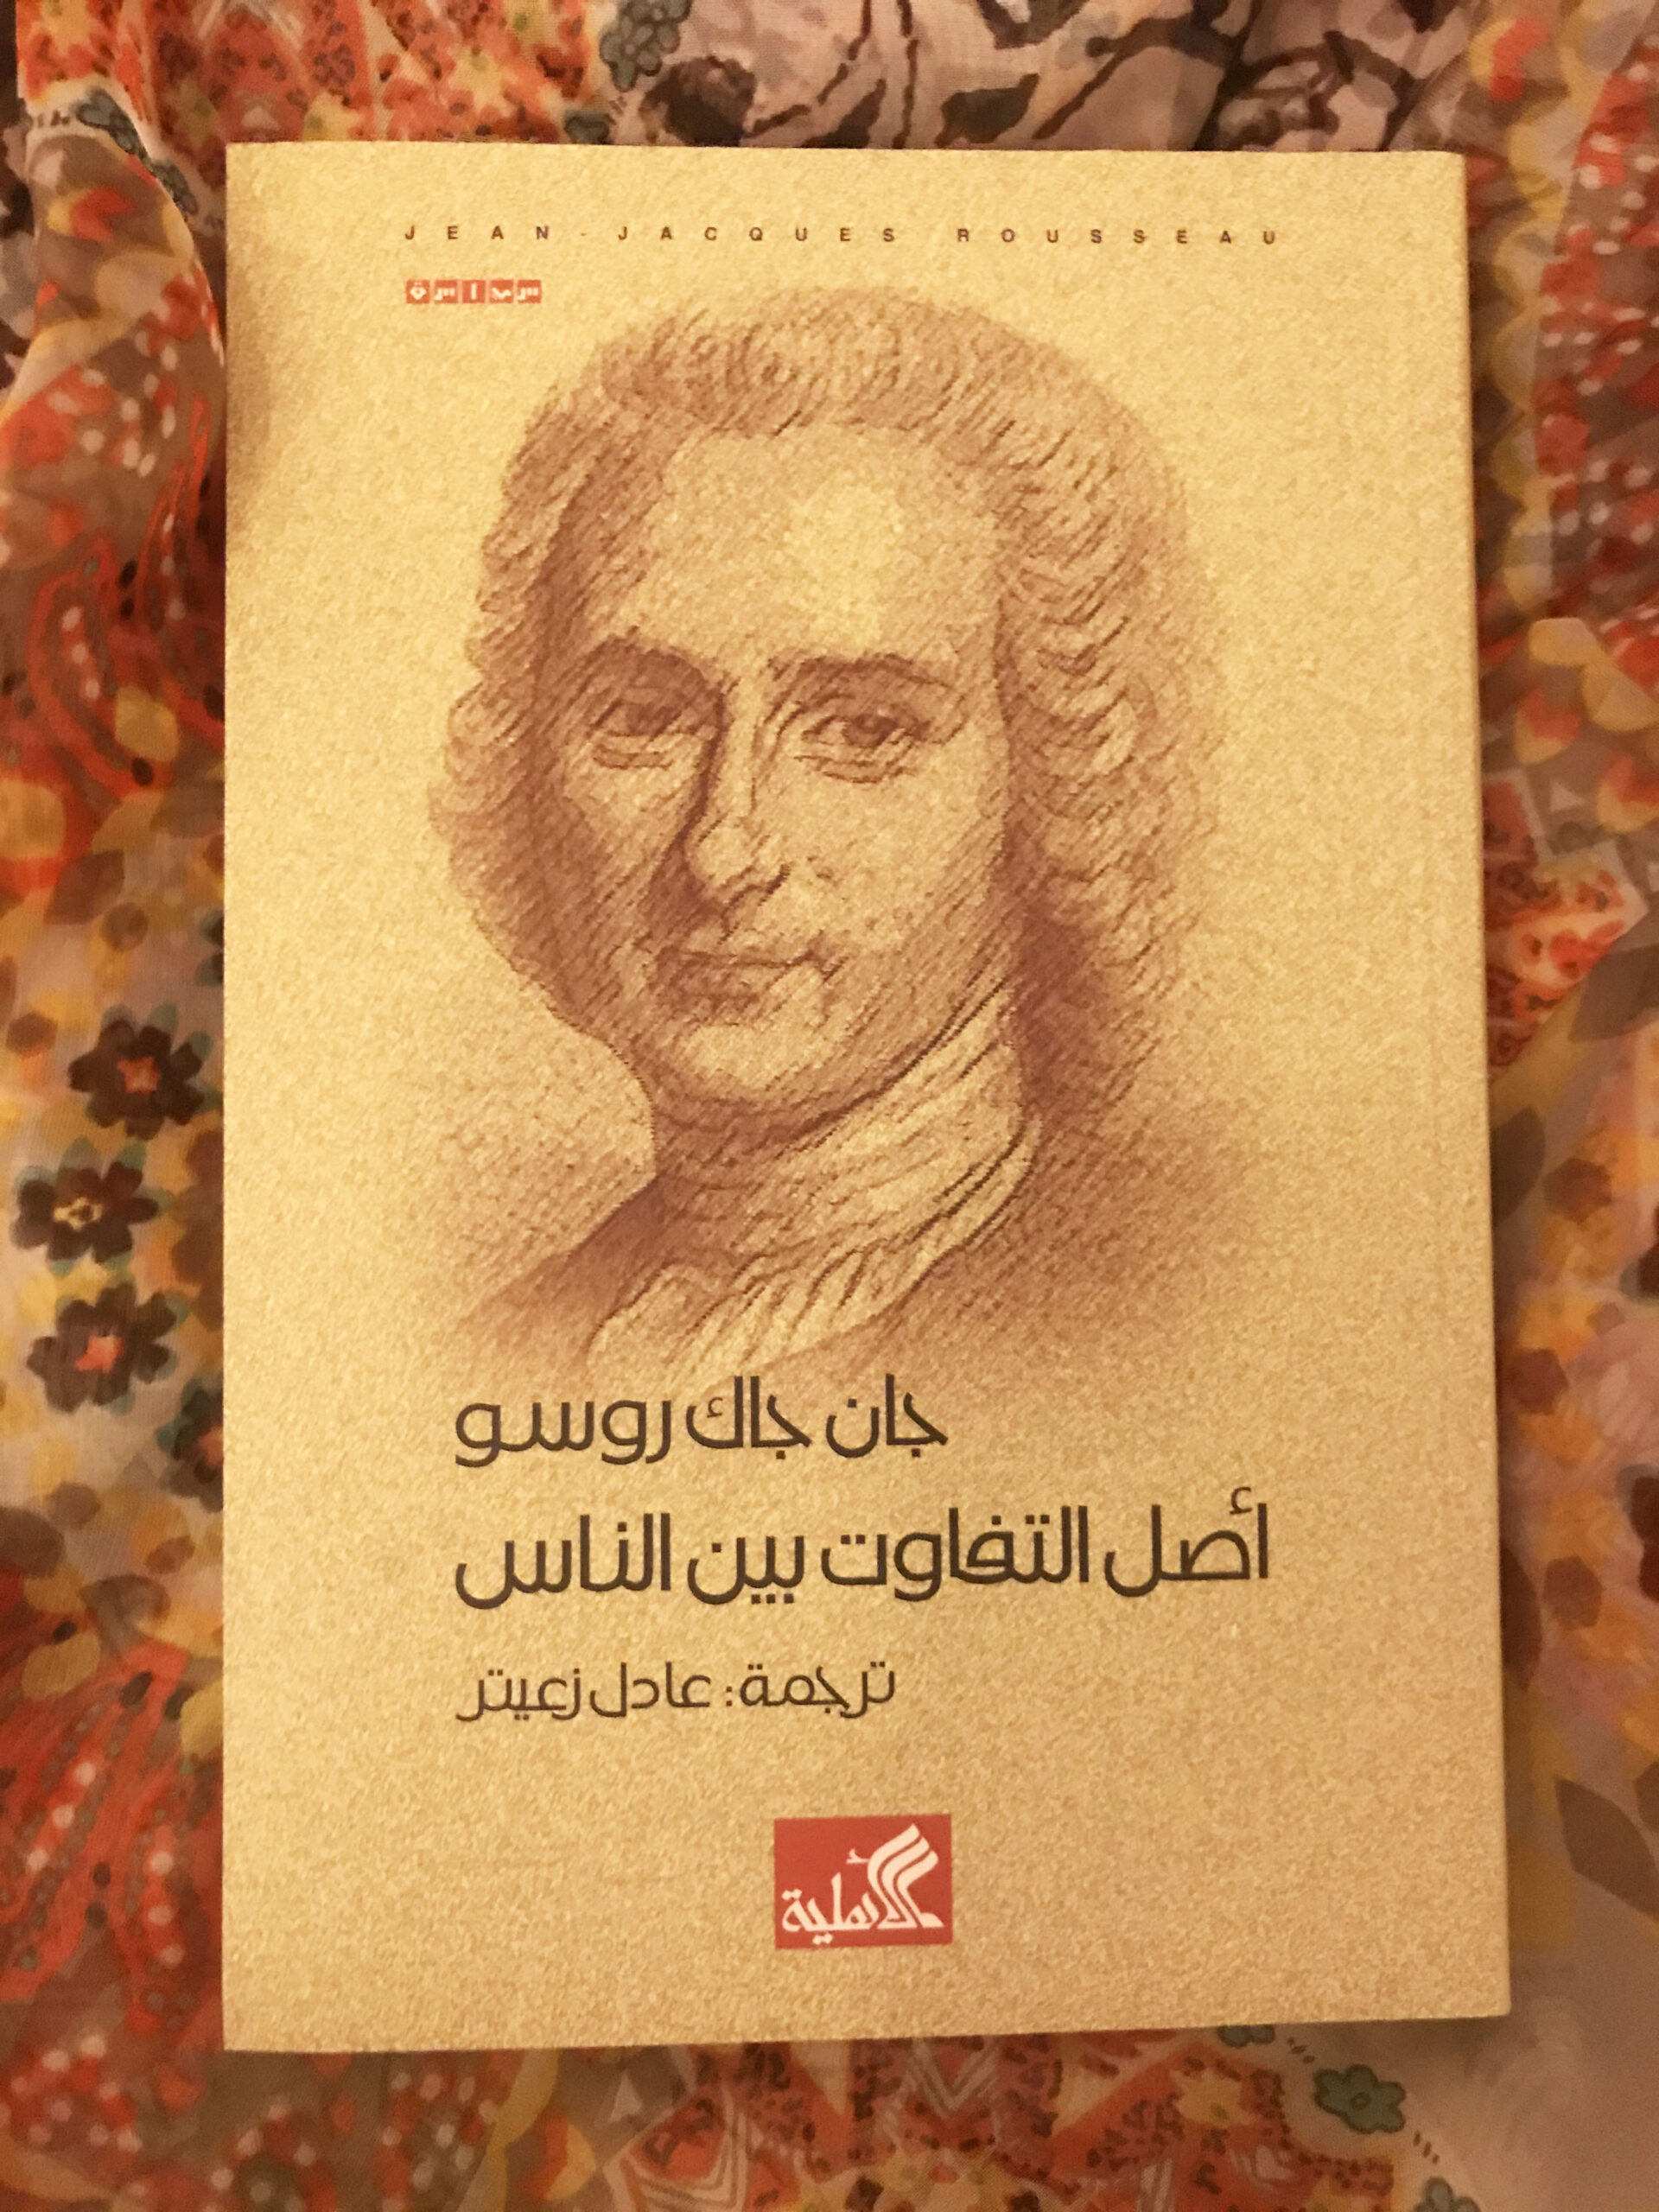 JEAN-JACQUES ROUSSEAU
جان جاك روسو
أصل التفاوت بين الناس
ترجمة: عادل زعيتر
الأهلية